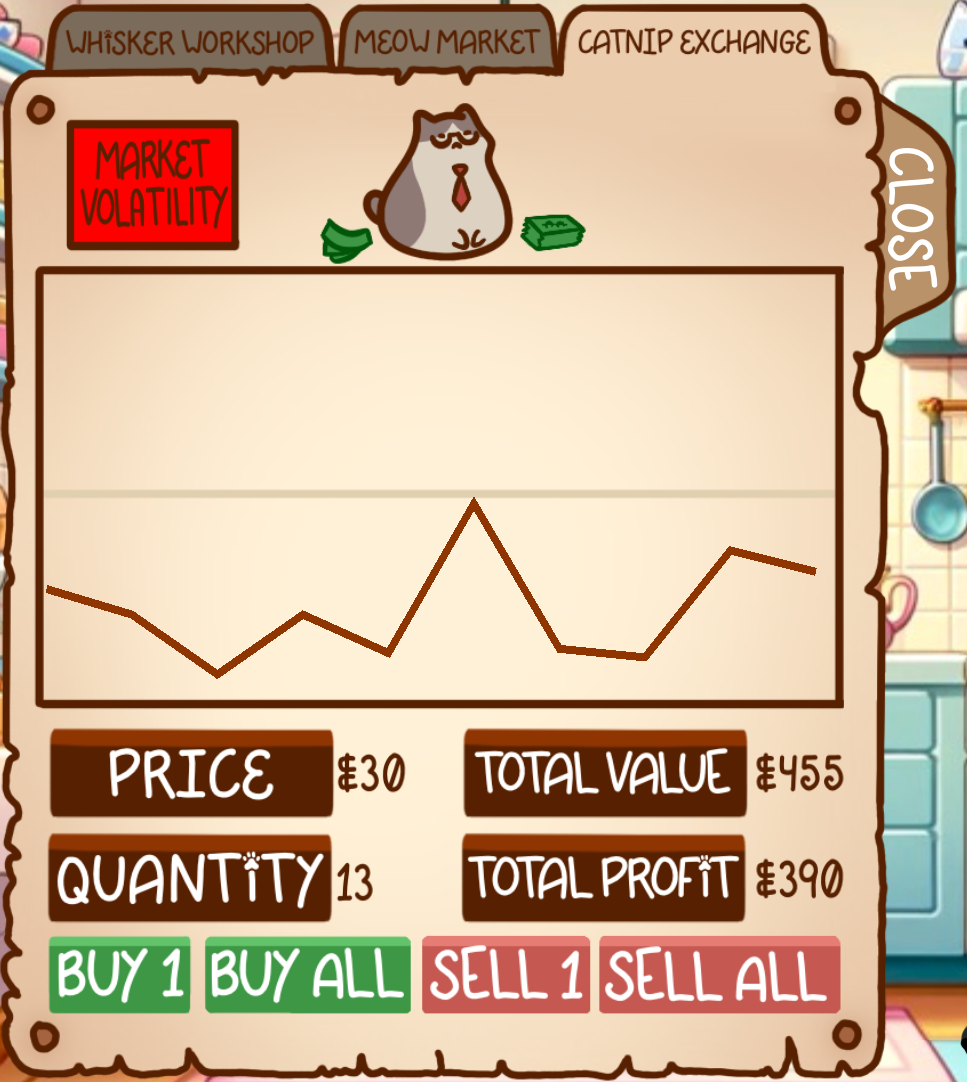 WHISKER WORKSHOP
MEOW MARKET
CATNIP EXCHANGE
CLOSE
MARKET
VOLATILITY
PRICE ₤30
TOTAL VALUE ₤455
QUANTITY 13
TOTAL PROFIT ₤390
BUY 1
BUY ALL
SELL 1
SELL ALL